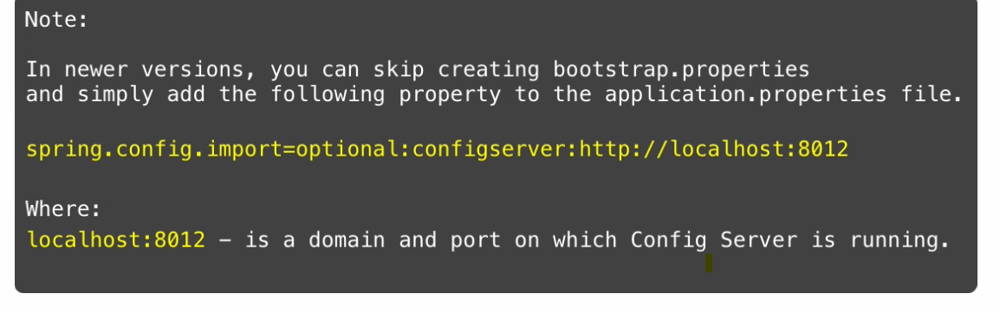 Note:
In newer versions, you can skip creating bootstrap.properties
and simply add the following property to the application.properties file.
spring.config.import=optional:configserver:http://localhost:8012
Where:
localhost:8012 – is a domain and port on which Config Server is running.